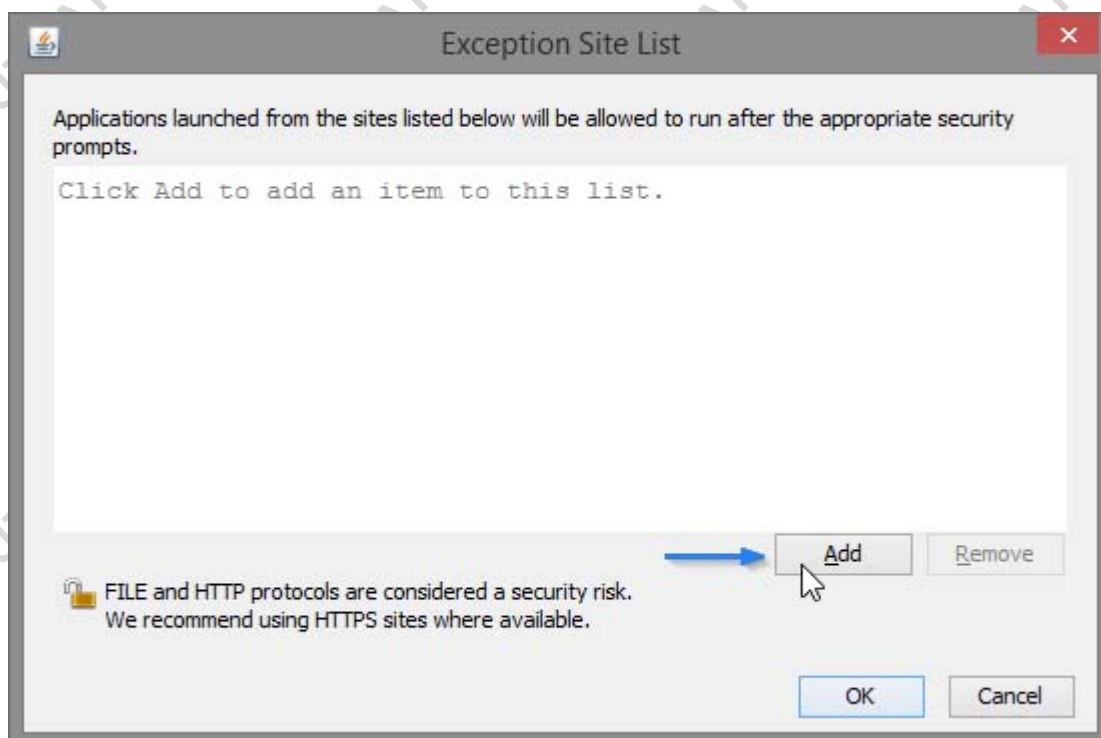 Exception Site List
Applications launched from the sites listed below will be allowed to run after the appropriate security
prompts.
Click Add to add an item to this list.
Add Remove
FILE and HTTP protocols are considered a security risk.
We recommend using HTTPS sites where available.
OK Cancel